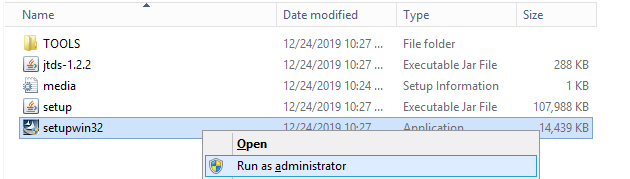 Name Date modified Type Size
TOOLS 12/24/2019 10:27 ... File folder
jtds-1.2.2 12/24/2019 10:27 ... Executable Jar File 288 KB
media 12/24/2019 10:24 ... Setup Information 1 KB
setup 12/24/2019 10:27 ... Executable Jar File 107,988 KB
setupwin32 12/24/2019 10:27 Application 14,439 KB
Open
Run as administrator